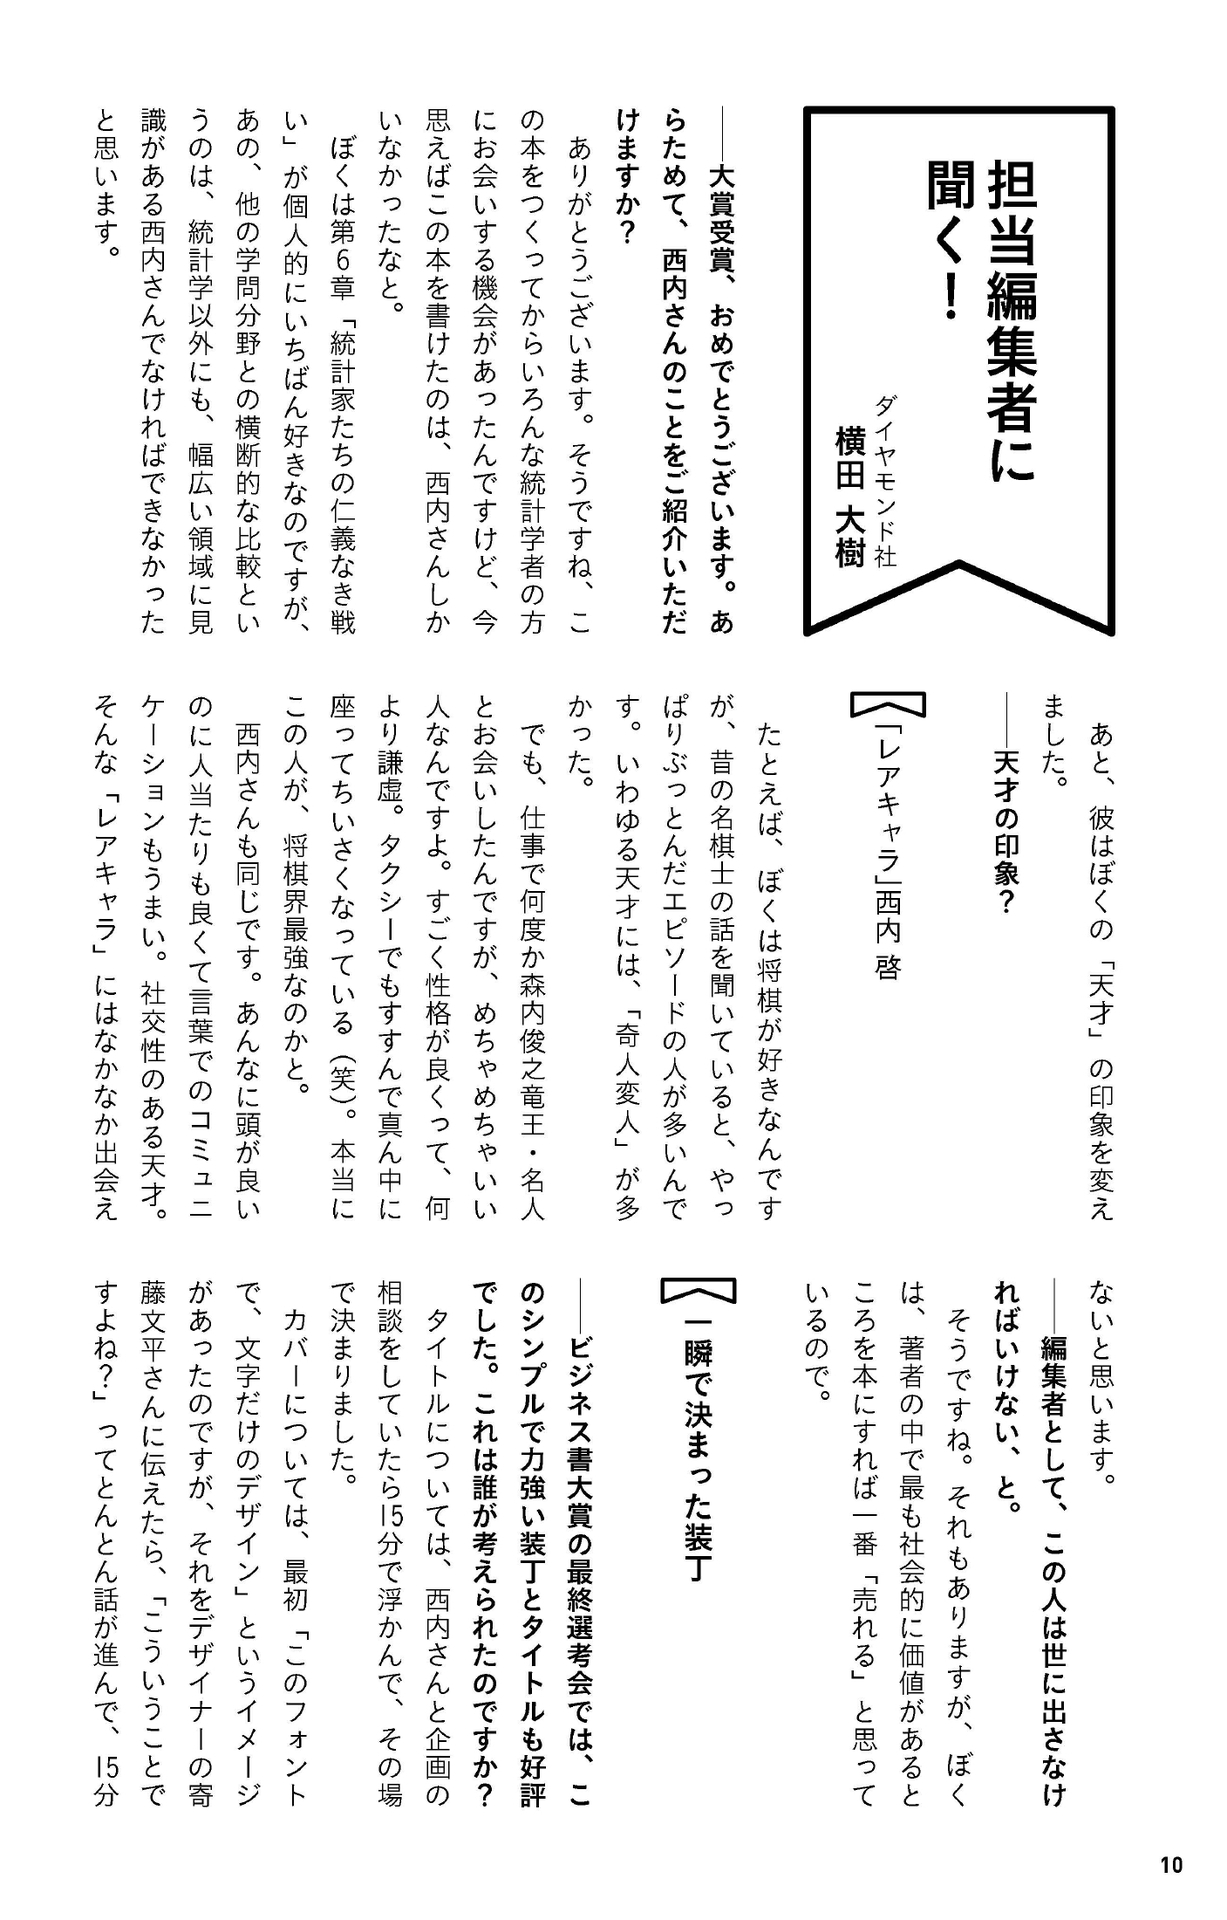 担当編集者に
聞く！
ダイヤモンド社
横田 大樹
――大賞受賞、おめでとうございます。あ
らためて、西内さんのことをご紹介いただ
けますか？
　ありがとうございます。そうですね、こ
の本をつくってからいろんな統計学者の方
にお会いする機会があったんですけど、今
思えばこの本を書けたのは、西内さんしか
いなかったなと。
　ぼくは第6章「統計家たちの仁義なき戦
い」が個人的にいちばん好きなのですが、
あの、他の学問分野との横断的な比較とい
うのは、統計学以外にも、幅広い領域に見
識がある西内さんでなければできなかった
と思います。
　あと、彼はぼくの「天才」の印象を変え
ました。
――天才の印象？
「レアキャラ」西内 啓
　たとえば、ぼくは将棋が好きなんです
が、昔の名棋士の話を聞いていると、やっ
ぱりぶっとんだエピソードの人が多いんで
す。いわゆる天才には、「奇人変人」が多
かった。
　でも、仕事で何度か森内俊之竜王・名人
とお会いしたんですが、めちゃめちゃいい
人なんですよ。すごく性格が良くって、何
より謙虚。タクシーでもすすんで真ん中に
座ってちいさくなっている（笑）。本当に
この人が、将棋界最強なのかと。
　西内さんも同じです。あんなに頭が良い
のに人当たりも良くて言葉でのコミュニ
ケーションもうまい。社交性のある天才。
そんな「レアキャラ」にはなかなか出会え
ないと思います。
――編集者として、この人は世に出さなけ
ればいけない、と。
　そうですね。それもありますが、ぼく
は、著者の中で最も社会的に価値があると
ころを本にすれば一番「売れる」と思って
いるので。
一瞬で決まった装丁
――ビジネス書大賞の最終選考会では、こ
のシンプルで力強い装丁とタイトルも好評
でした。これは誰が考えられたのですか？
　タイトルについては、西内さんと企画の
相談をしていたら15分で浮かんで、その場
で決まりました。
　カバーについては、最初「このフォント
で、文字だけのデザイン」というイメージ
があったのですが、それをデザイナーの寄
藤文平さんに伝えたら、「こういうことで
すよね？」ってとんとん話が進んで、15分
10